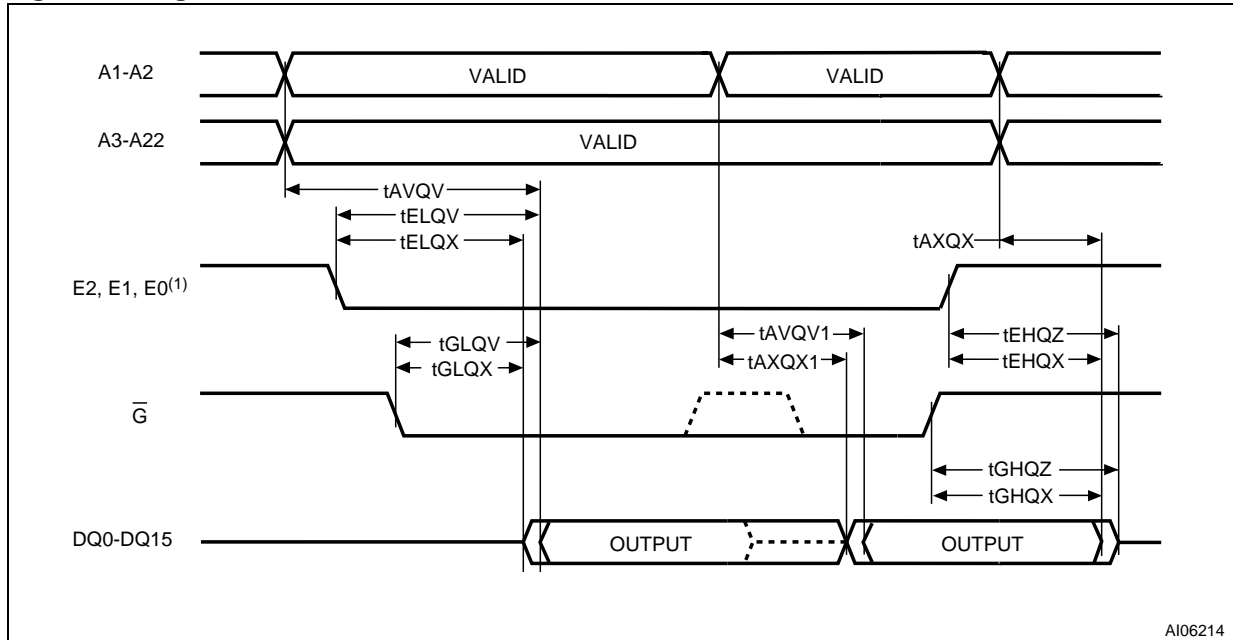 A1-A2
VALID
VALID
A3-A22
VALID
tAVQV
tELQV
tELQX
tAXQX
E2, E1, E0(1)
tAVQV1
tEHQZ
tGLQV
tAXQX1
tEHQX
tGLQX
G
tGHQZ
tGHQX
DQ0-DQ15
OUTPUT
OUTPUT
AI06214